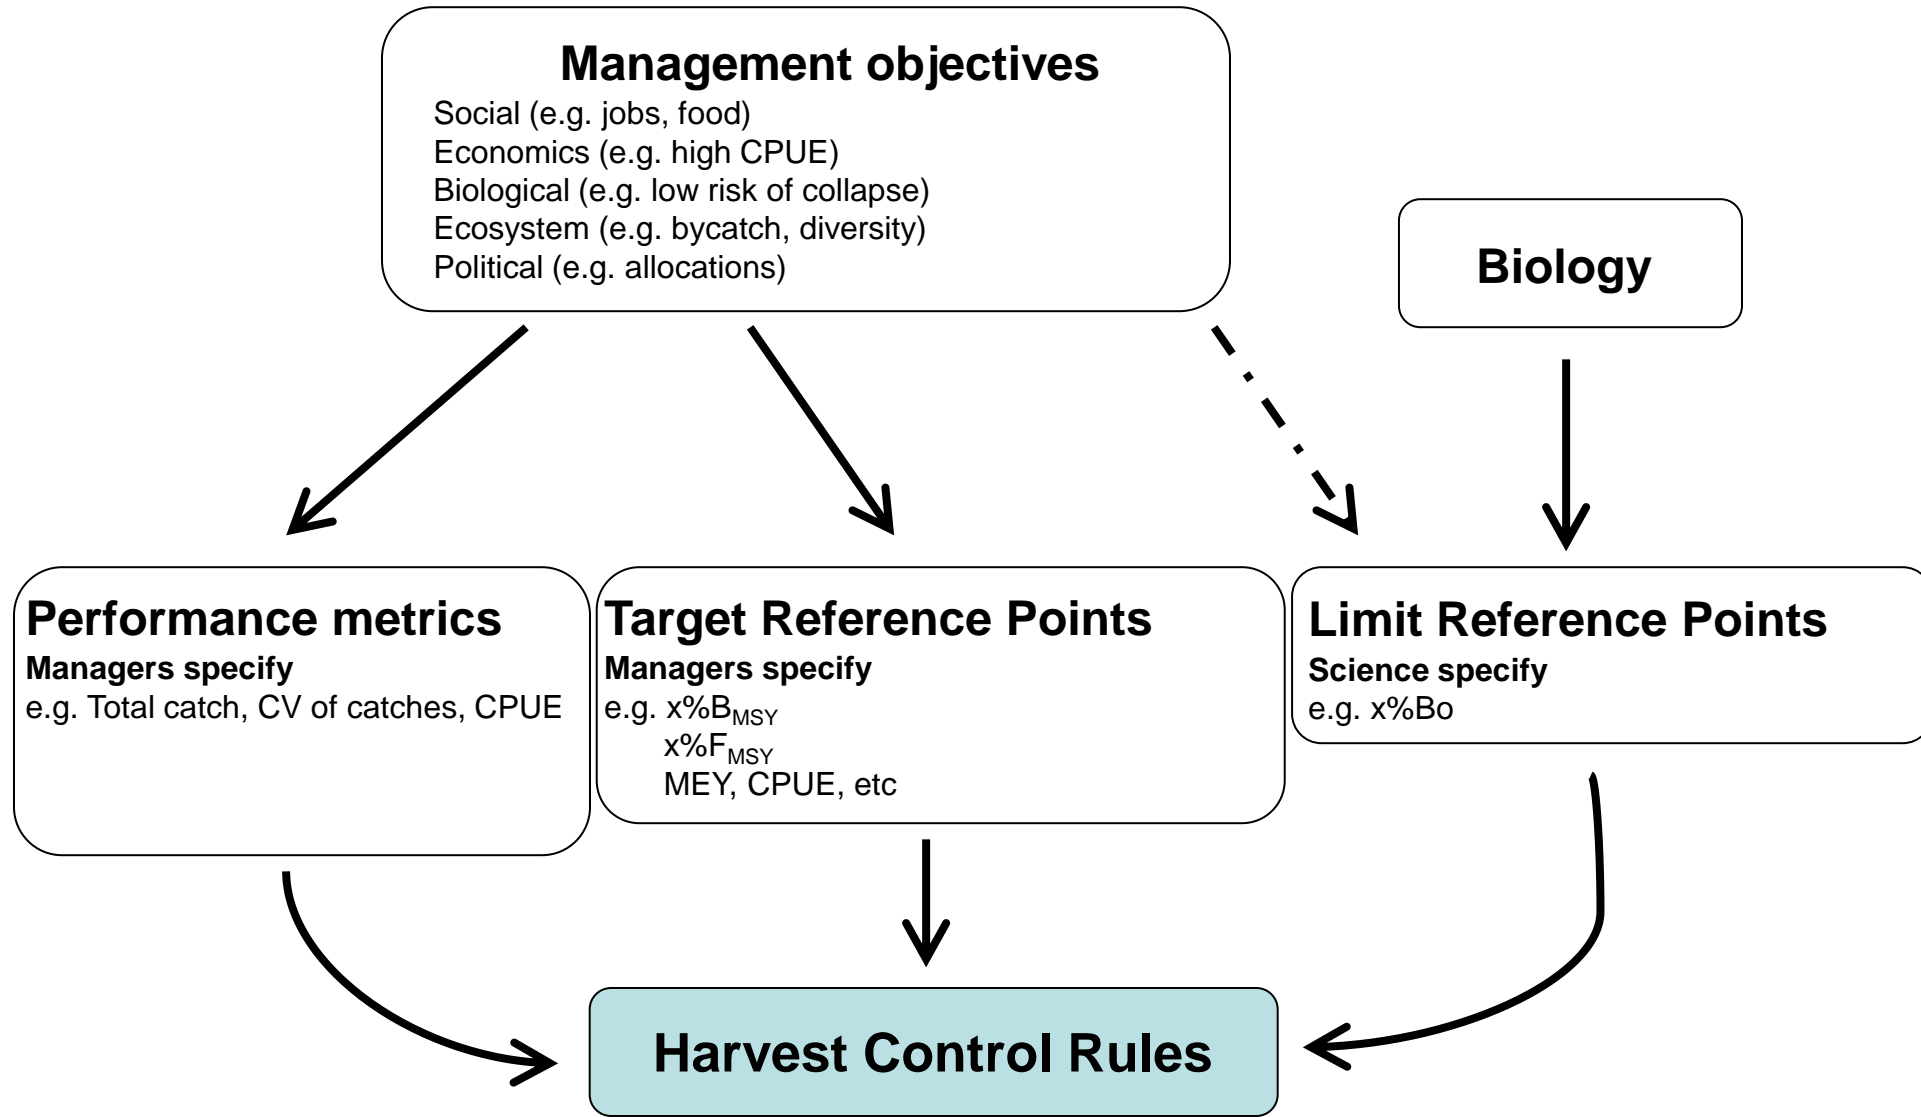 Management objectives
Social (e.g. jobs, food)
Economics (e.g. high CPUE)
Biological (e.g. low risk of collapse)
Ecosystem (e.g. bycatch, diversity)
Political (e.g. allocations)
Biology
Performance metrics
Managers specify
e.g. Total catch, CV of catches, CPUE
Target Reference Points
Managers specify
e.g. x%BMSY
x%FMSY
MEY, CPUE, etc
Limit Reference Points
Science specify
e.g. x%Bo
Harvest Control Rules